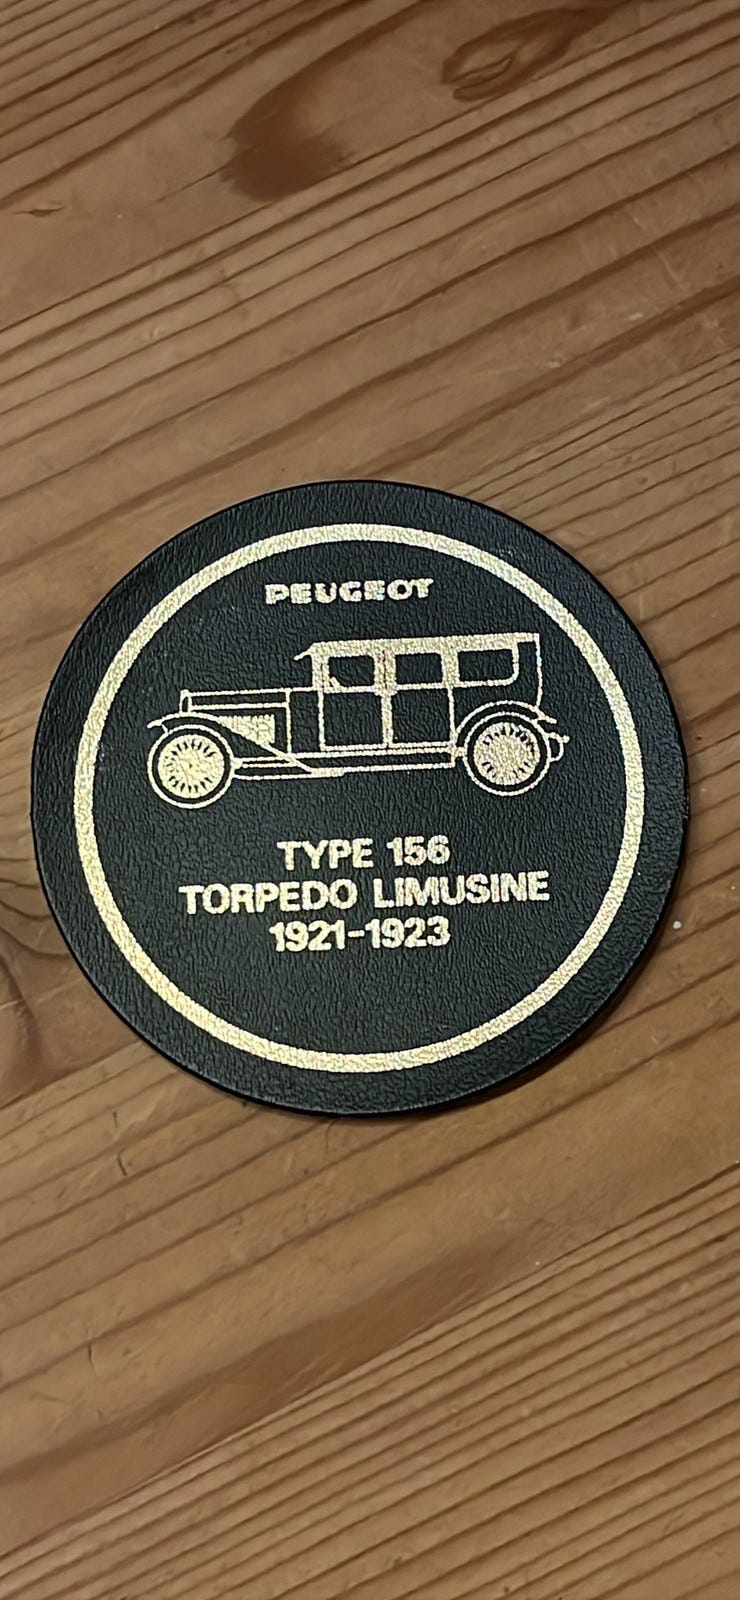 PEUGEOT
TYPE 156
TORPEDO LIMUSINE
1921-1923